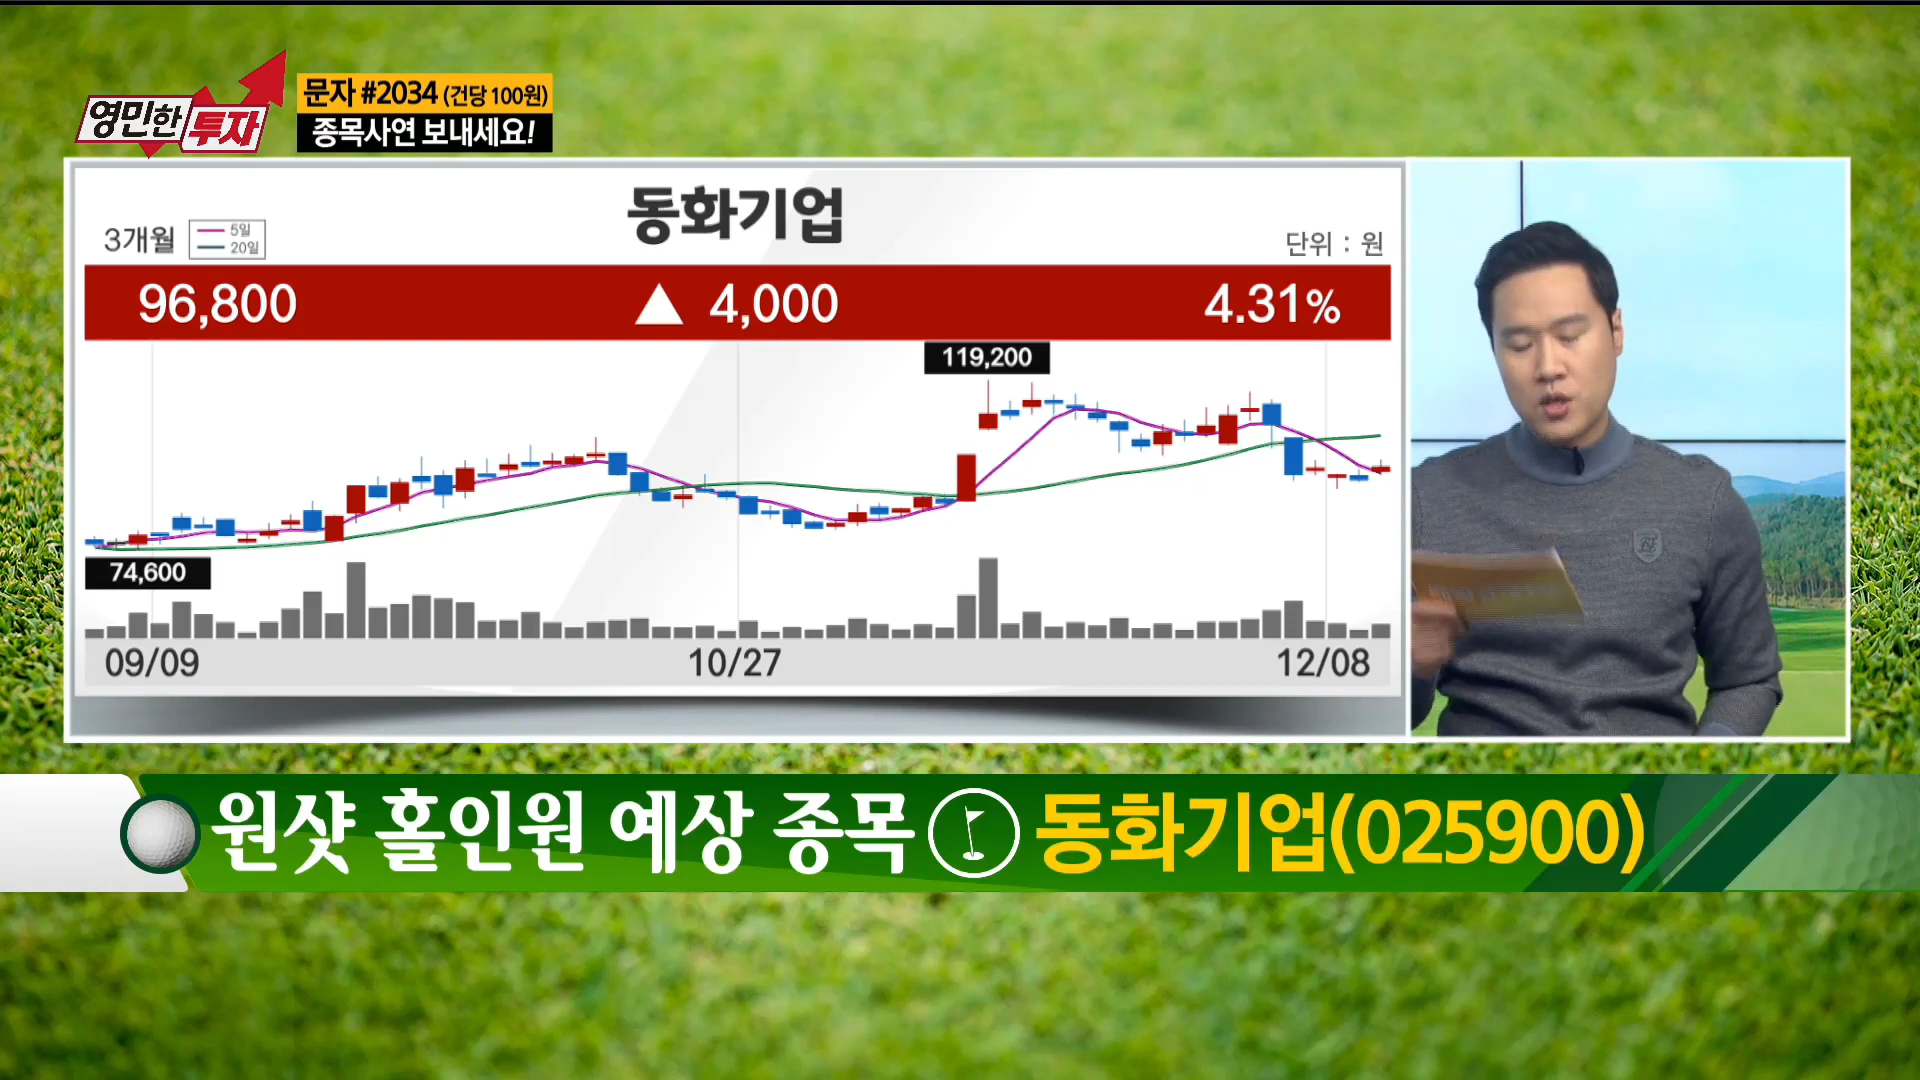 영민한 투자
문자 #2034 (건당 100원)
종목사연 보내세요!
동화기업
3개월
5일
20일
단위 : 원
96,800 ▲ 4,000 4.31%
119,200
74,600
09/09 10/27 12/08
원샷 홀인원 예상 종목 동화기업(025900)